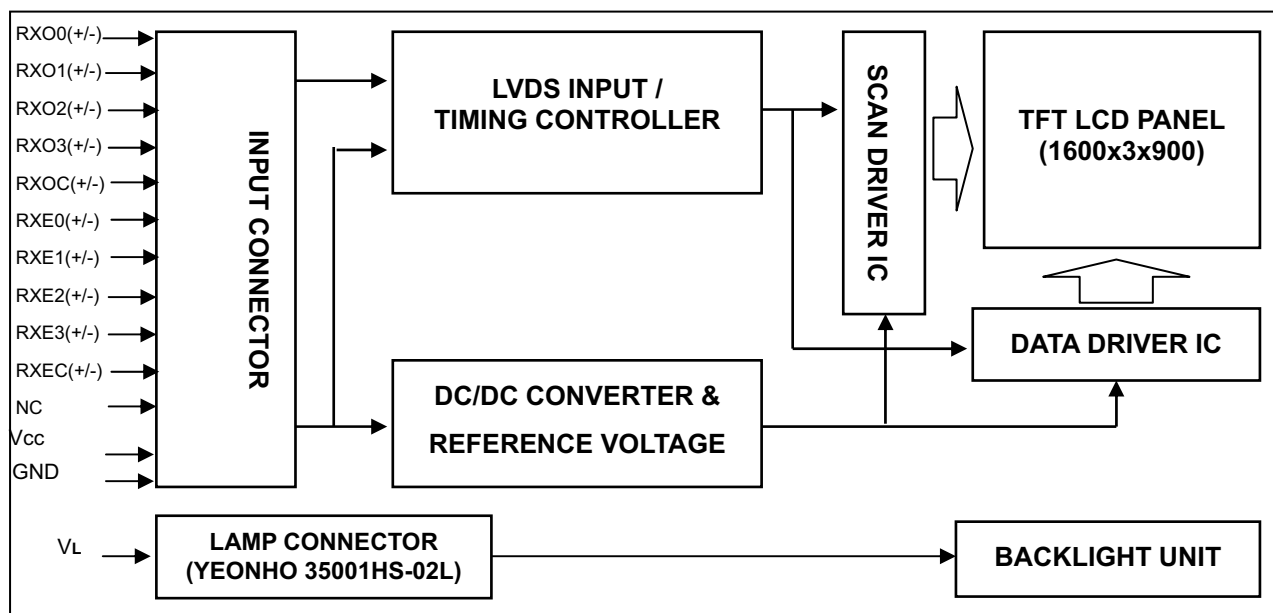 RXO0(+/-)
RXO1(+/-)
RXO2(+/-)
RXO3(+/-)
RXOC(+/-)
RXE0(+/-)
RXE1(+/-)
RXE2(+/-)
RXE3(+/-)
RXEC(+/-)
NC
Vcc
GND
INPUT CONNECTOR
LVDS INPUT /
TIMING CONTROLLER
DC/DC CONVERTER &
REFERENCE VOLTAGE
SCAN DRIVER IC
TFT LCD PANEL
(1600x3x900)
DATA DRIVER IC
VL
LAMP CONNECTOR
(YEONHO 35001HS-02L)
BACKLIGHT UNIT